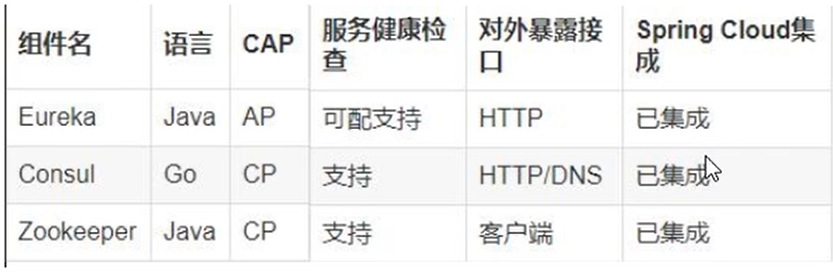 组件名 语言 CAP 服务健康检查 对外暴露接口 Spring Cloud集成
Eureka Java AP 可配支持 HTTP 已集成
Consul Go CP 支持 HTTP/DNS 已集成
Zookeeper Java CP 支持 客户端 已集成